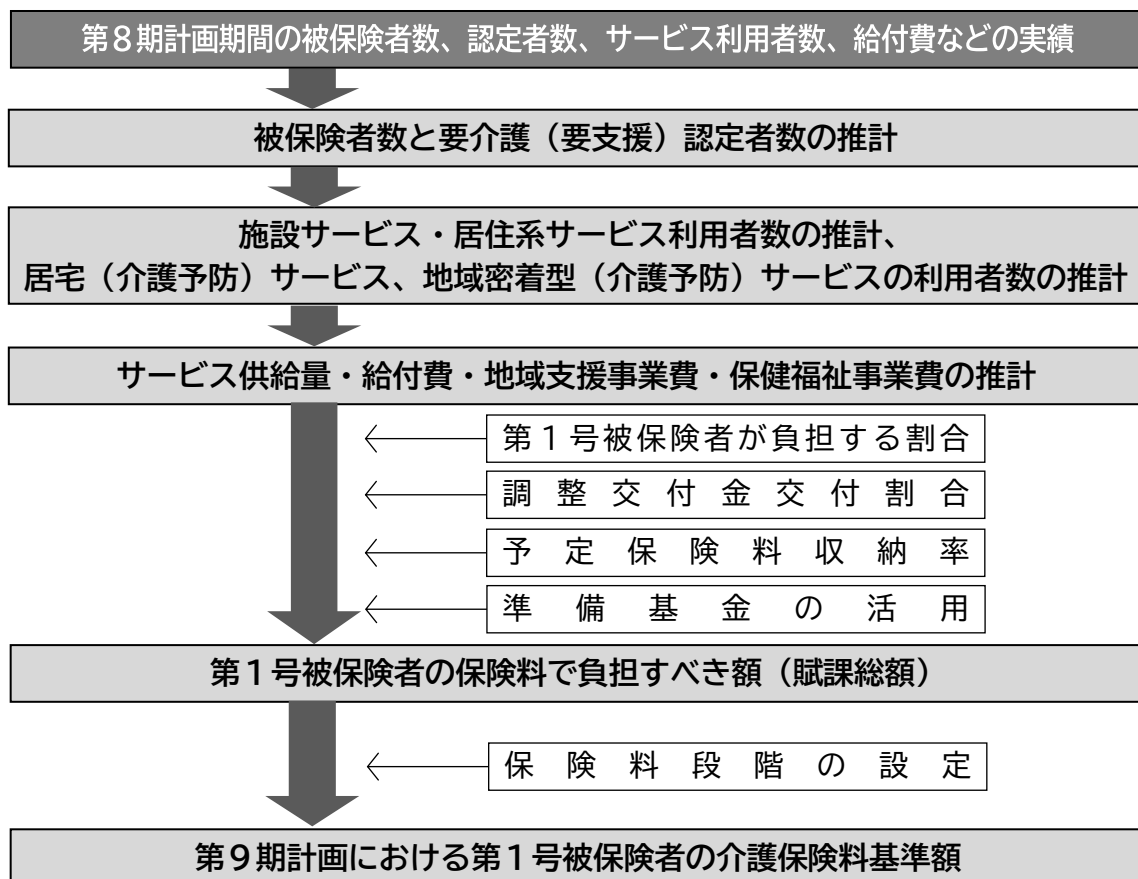 第８期計画期間の被保険者数、認定者数、サービス利用者数、給付費などの実績
被保険者数と要介護（要支援）認定者数の推計
施設サービス・居住系サービス利用者数の推計、
居宅（介護予防）サービス、地域密着型（介護予防）サービスの利用者数の推計
サービス供給量・給付費・地域支援事業費・保健福祉事業費の推計
第１号被保険者が負担する割合
調整交付金交付割合
予定保険料収納率
準備基金の活用
第１号被保険者の保険料で負担すべき額（賦課総額）
保険料段階の設定
第９期計画における第１号被保険者の介護保険料基準額